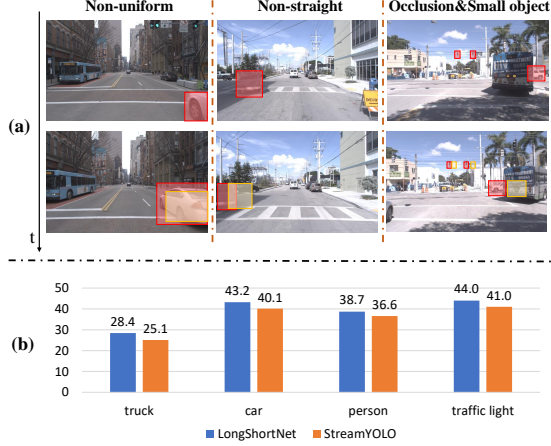 Non-uniform Non-straight Occlusion&Small object
(a)
t
(b)
50
40
30
20
10
0
28.4 25.1 43.2 40.1 38.7 36.6 44.0 41.0
truck car person traffic light
LongShortNet StreamYOLO